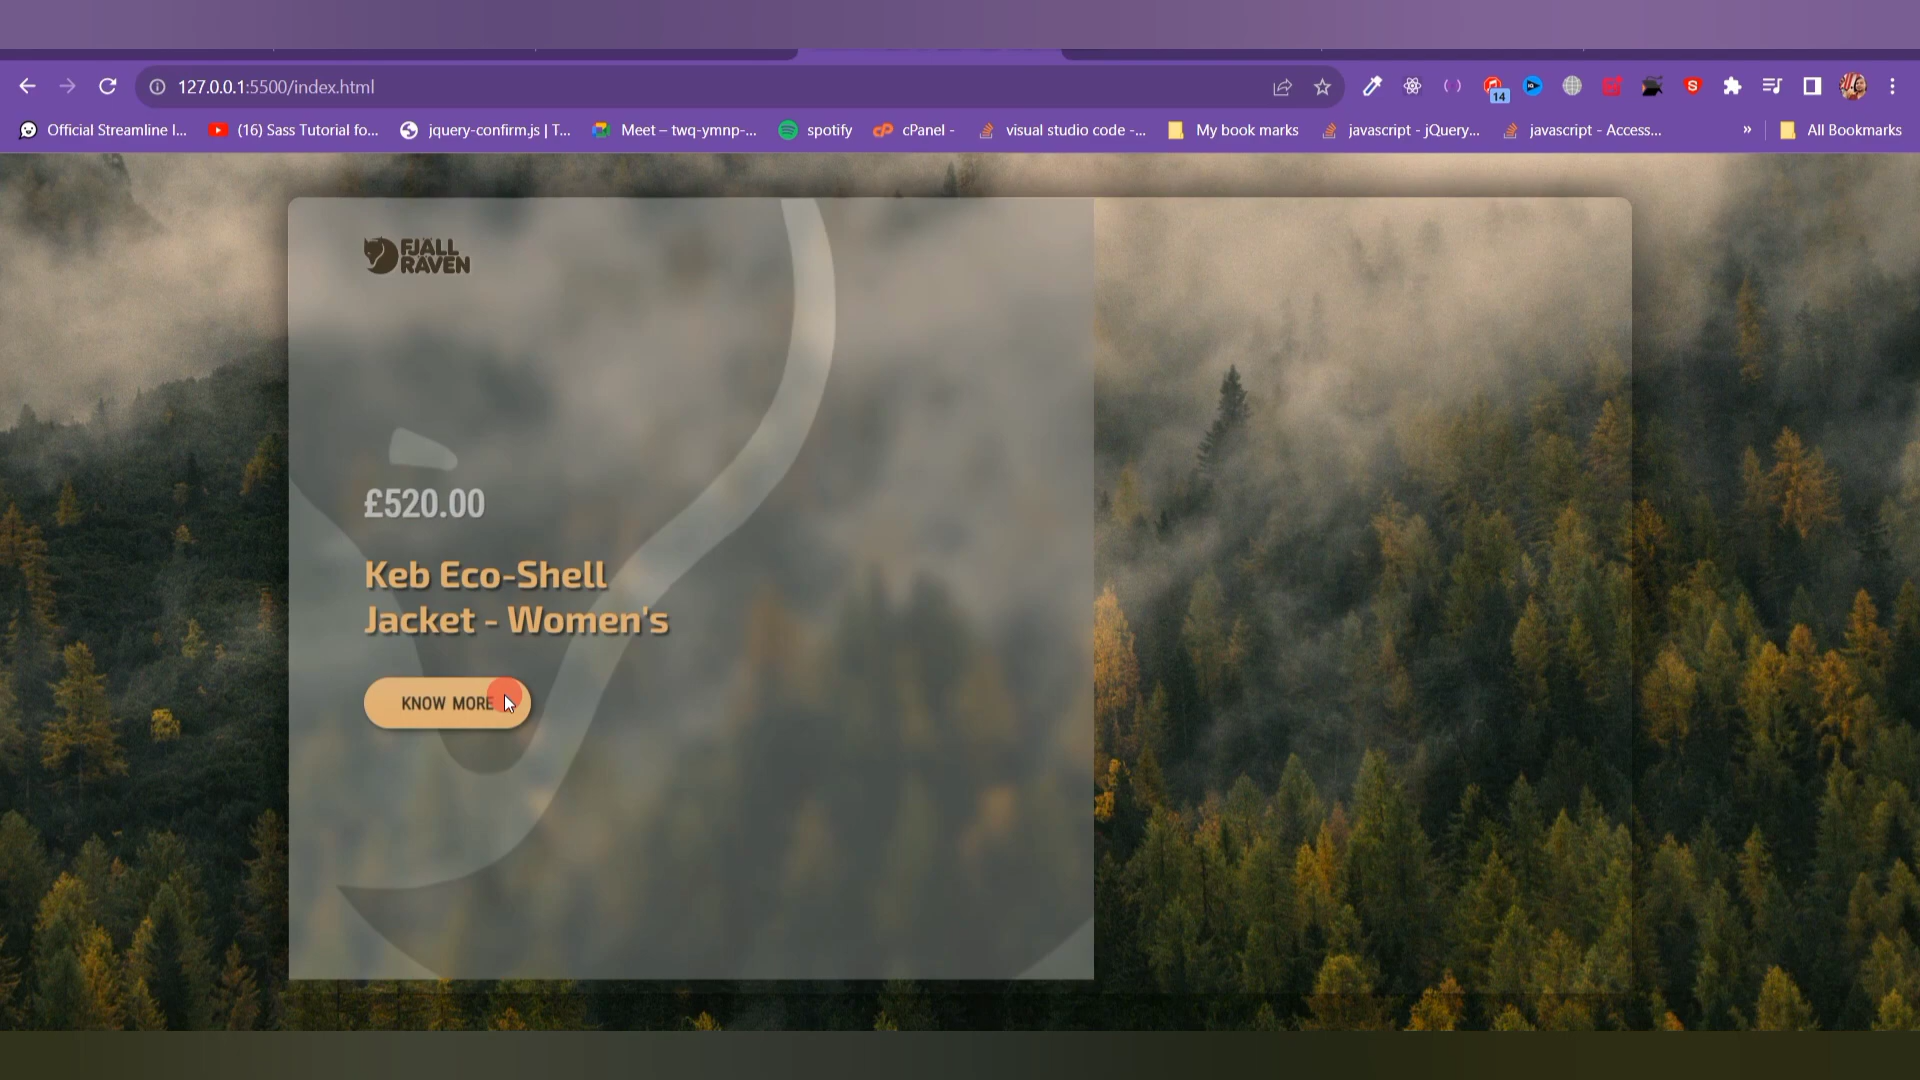 127.0.0.1:5500/index.html
14
Official Streamline I...
(16) Sass Tutorial fo...
jquery-confirm.js | T...
Meet – twq-ymnp-...
spotify
cPanel -
visual studio code -...
My book marks
javascript - jQuery...
javascript - Access...
»
All Bookmarks
FJÄLL
RÄVEN
£520.00
Keb Eco-Shell
Jacket - Women's
KNOW MORE